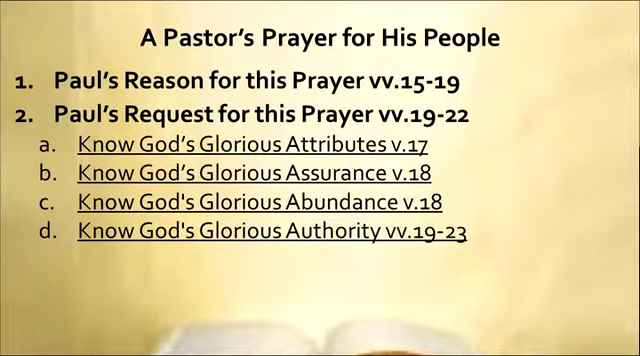 A Pastor’s Prayer for His People
1. Paul’s Reason for this Prayer vv.15-19
2. Paul’s Request for this Prayer vv.19-22
a. Know God’s Glorious Attributes v.17
b. Know God’s Glorious Assurance v.18
c. Know God's Glorious Abundance v.18
d. Know God's Glorious Authority vv.19-23